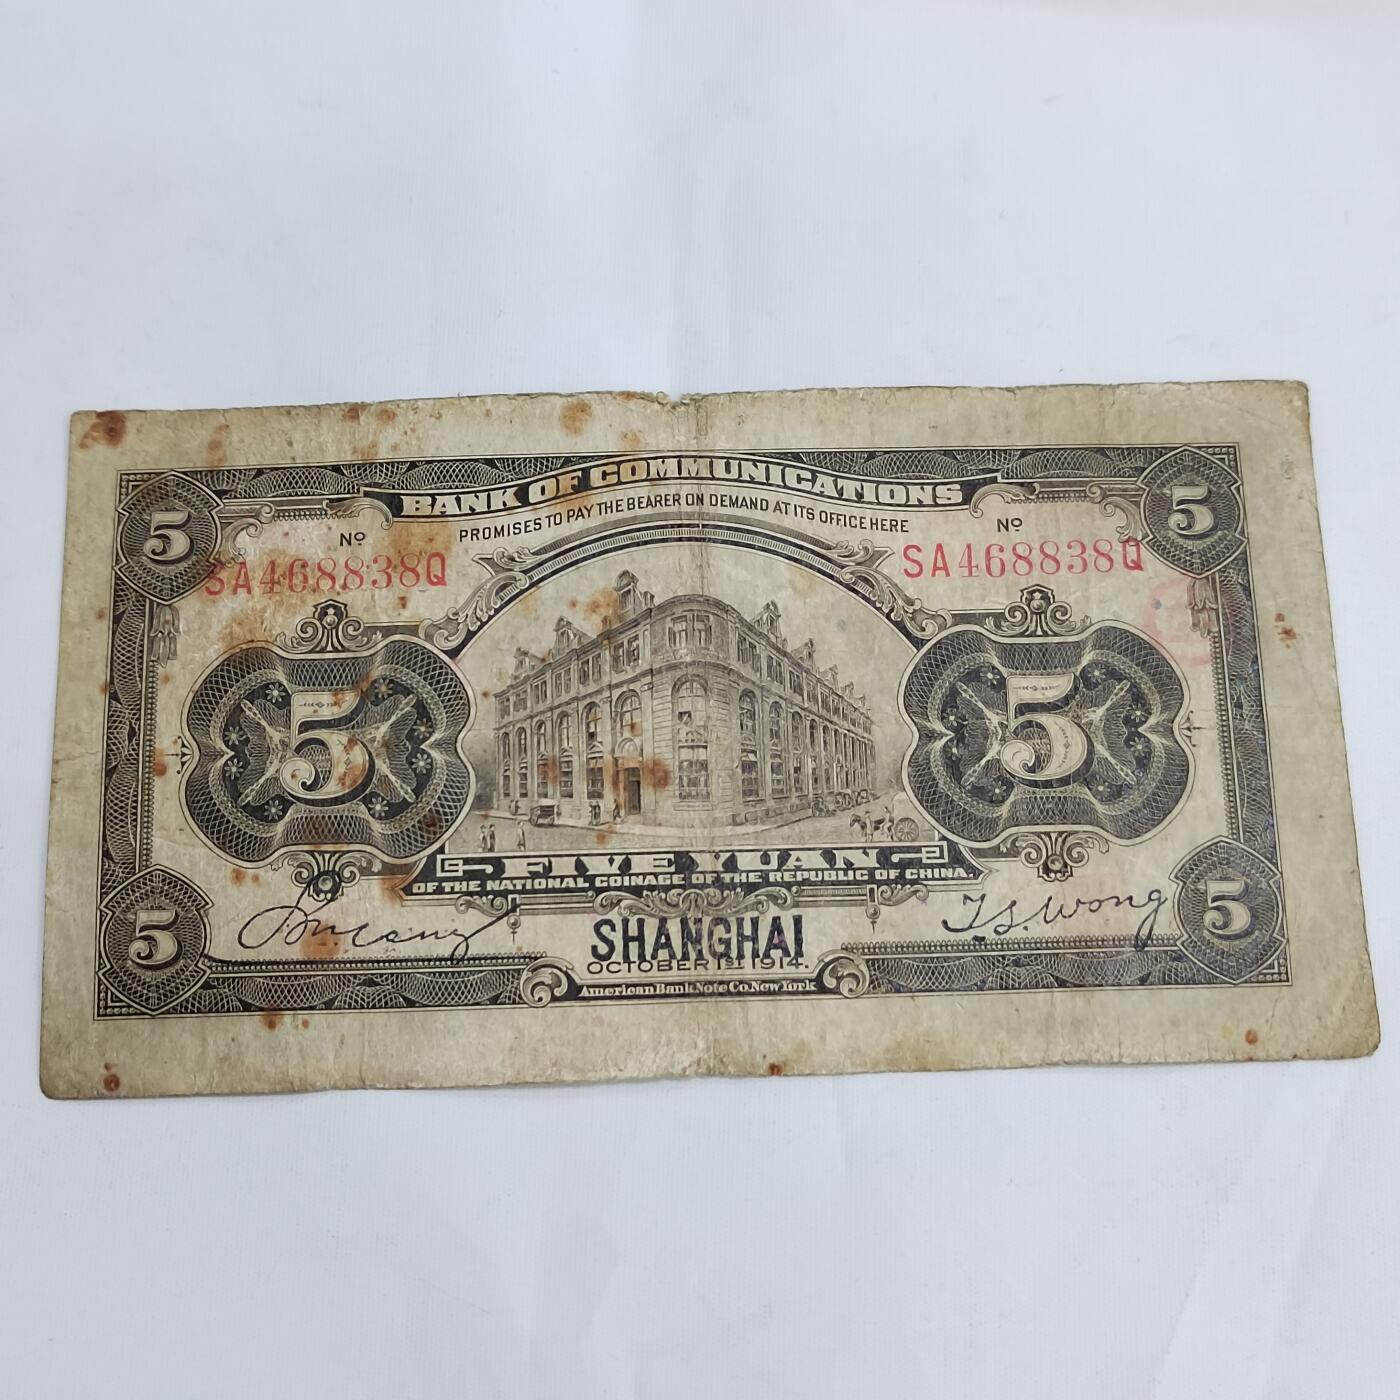 BANK OF COMMUNICATIONS
PROMISES TO PAY THE BEARER ON DEMAND AT ITS OFFICE HERE
5
5
Nº
Nº
SA468838Q
SA468838Q
5
5
FIVE YUAN
OF THE NATIONAL COINAGE OF THE REPUBLIC OF CHINA.
T.S. Wong
5
5
SHANGHAI
OCTOBER 1ST 1914.
American Bank Note Co. New York